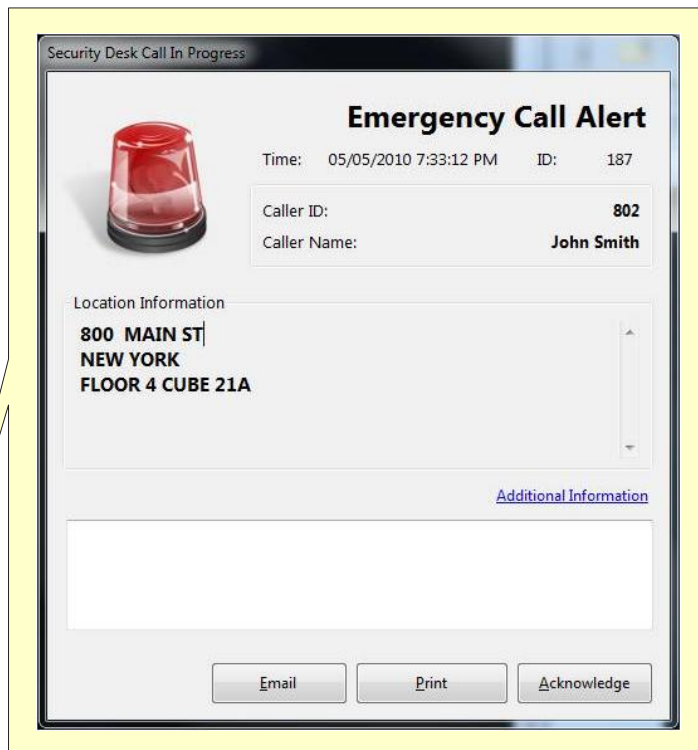 Security Desk Call In Progress
Emergency Call Alert
Time: 05/05/2010 7:33:12 PM ID: 187
Caller ID: 802
Caller Name: John Smith
Location Information
800 MAIN ST
NEW YORK
FLOOR 4 CUBE 21A
Additional Information
Email Print Acknowledge